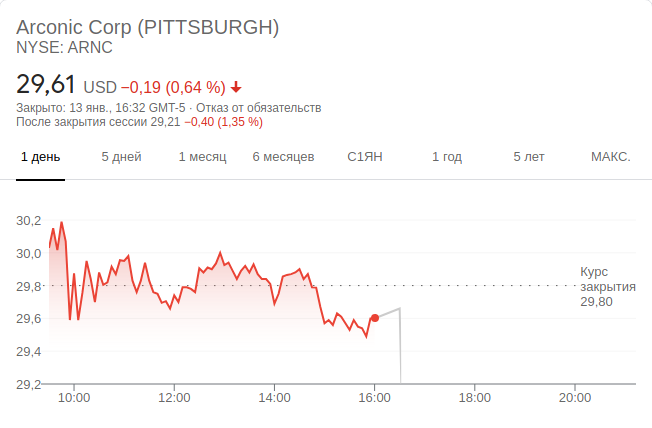 Arconic Corp (PITTSBURGH)
NYSE: ARNC
29,61 USD −0,19 (0,64 %)
Закрыто: 13 янв., 16:32 GMT-5 · Отказ от обязательств
После закрытия сессии 29,21 −0,40 (1,35 %)
1 день 5 дней 1 месяц 6 месяцев С1ЯН 1 год 5 лет МАКС.
30,2
30,0
29,8
29,6
29,4
29,2
Курс
закрытия
29,80
10:00 12:00 14:00 16:00 18:00 20:00